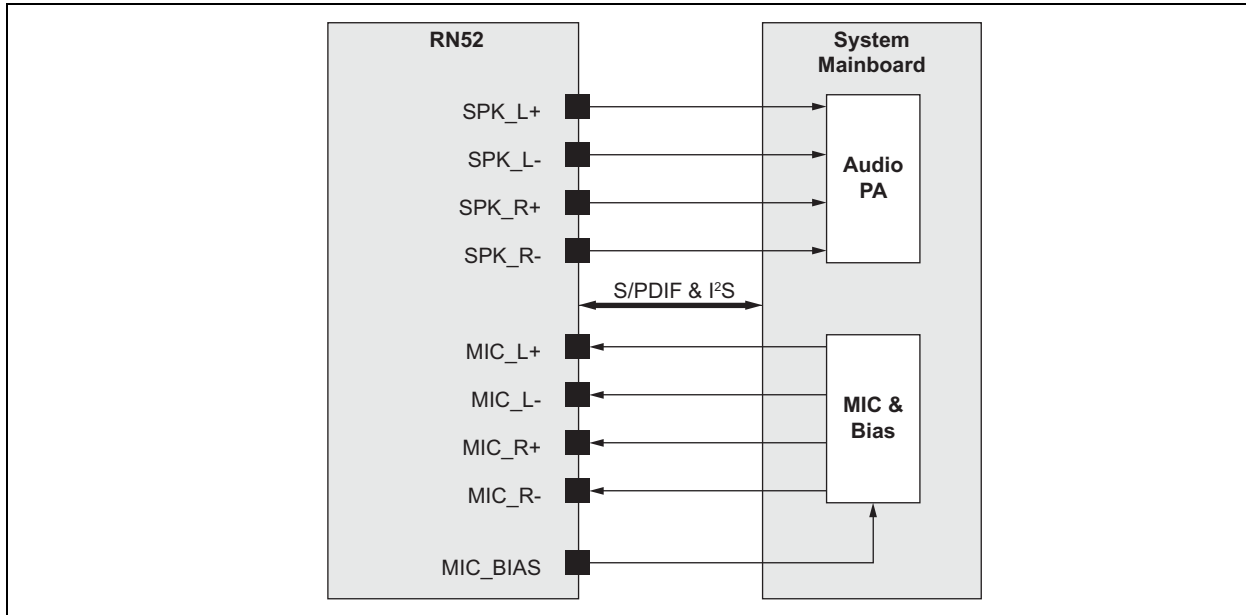 RN52
System
Mainboard
SPK_L+
SPK_L-
SPK_R+
SPK_R-
Audio
PA
S/PDIF & I²S
MIC_L+
MIC_L-
MIC_R+
MIC_R-
MIC &
Bias
MIC_BIAS